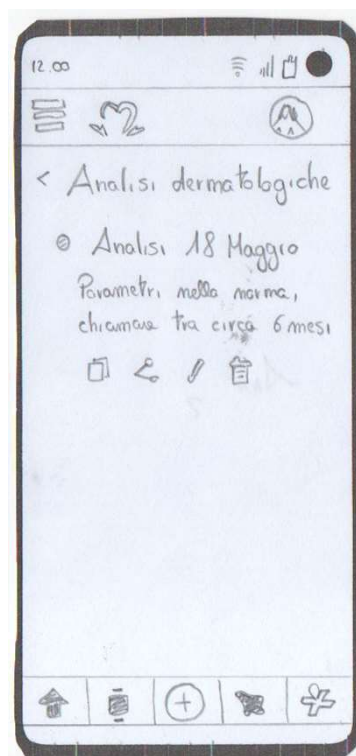 12.00
< Analisi dermatologiche
Analisi 18 Maggio
Parametri nella norma,
chiamare tra circa 6 mesi